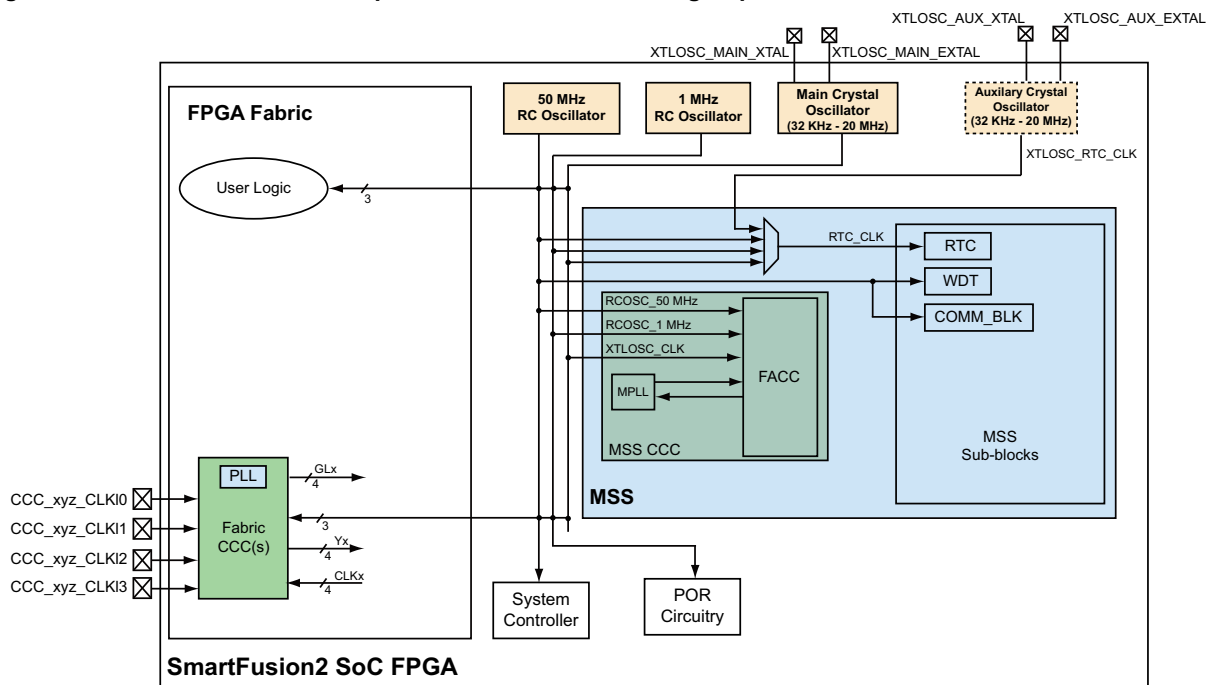 XTLOSC_AUX_XTAL
XTLOSC_AUX_EXTAL
XTLOSC_MAIN_XTAL
XTLOSC_MAIN_EXTAL
FPGA Fabric
50 MHz
RC Oscillator
1 MHz
RC Oscillator
Main Crystal
Oscillator
(32 KHz - 20 MHz)
Auxilary Crystal
Oscillator
(32 KHz - 20 MHz)
XTLOSC_RTC_CLK
User Logic
3
RTC_CLK
RTC
WDT
COMM_BLK
RCOSC_50 MHz
RCOSC_1 MHz
XTLOSC_CLK
FACC
MPLL
MSS CCC
MSS
Sub-blocks
MSS
PLL
GLx
4
CCC_xyz_CLKI0
CCC_xyz_CLKI1
CCC_xyz_CLKI2
CCC_xyz_CLKI3
Fabric
CCC(s)
3
Yx
4
CLKx
4
System
Controller
POR
Circuitry
SmartFusion2 SoC FPGA